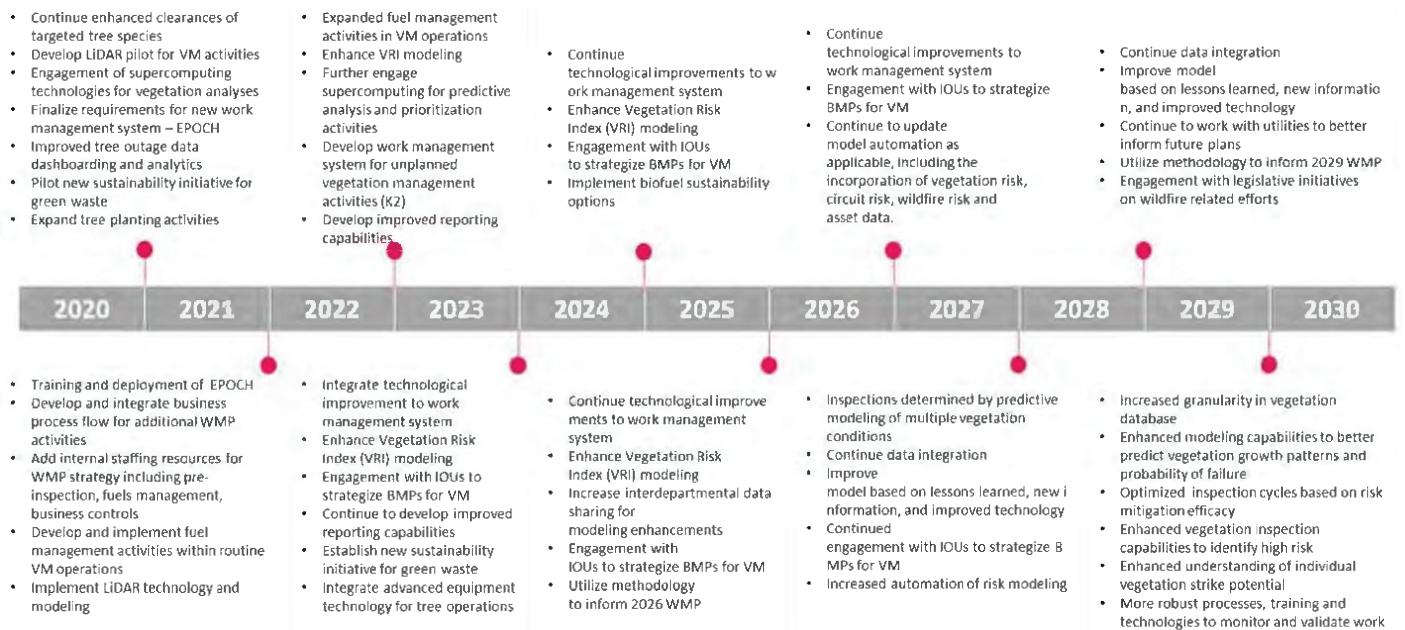 • Continue enhanced clearances of
targeted tree species
• Develop LiDAR pilot for VM activities
• Engagement of supercomputing
technologies for vegetation analyses
• Finalize requirements for new work
management system – EPOCH
• Improved tree outage data
dashboarding and analytics
• Pilot new sustainability initiative for
green waste
• Expand tree planting activities
• Expanded fuel management
activities in VM operations
• Enhance VRI modeling
• Further engage
supercomputing for predictive
analysis and prioritization
activities
• Develop work management
system for unplanned
vegetation management
activities (K2)
• Develop improved reporting
capabilities
• Continue
technological improvements to w
ork management system
• Enhance Vegetation Risk
Index (VRI) modeling
• Engagement with IOUs
to strategize BMPs for VM
• Implement biofuel sustainability
options
• Continue
technological improvements to
work management system
• Engagement with IOUs to strategize
BMPs for VM
• Continue to update
model automation as
applicable, including the
incorporation of vegetation risk,
circuit risk, wildfire risk and
asset data.
• Continue data integration
• Improve model
based on lessons learned, new informatio
n, and improved technology
• Continue to work with utilities to better
inform future plans
• Utilize methodology to inform 2029 WMP
• Engagement with legislative initiatives
on wildfire related efforts
2020 2021 2022 2023 2024 2025 2026 2027 2028 2029 2030
• Training and deployment of EPOCH
• Develop and integrate business
process flow for additional WMP
activities
• Add internal staffing resources for
WMP strategy including pre-
inspection, fuels management,
business controls
• Develop and implement fuel
management activities within routine
VM operations
• Implement LiDAR technology and
modeling
• Integrate technological
improvement to work
management system
• Enhance Vegetation Risk
Index (VRI) modeling
• Engagement with IOUs to
strategize BMPs for VM
• Continue to develop improved
reporting capabilities
• Establish new sustainability
initiative for green waste
• Integrate advanced equipment
technology for tree operations
• Continue technological improve
ments to work management
system
• Enhance Vegetation Risk
Index (VRI) modeling
• Increase interdepartmental data
sharing for
modeling enhancements
• Engagement with
IOUs to strategize BMPs for VM
• Utilize methodology
to inform 2026 WMP
• Inspections determined by predictive
modeling of multiple vegetation
conditions
• Continue data integration
• Improve
model based on lessons learned, new i
nformation, and improved technology
• Continued
engagement with IOUs to strategize B
MPs for VM
• Increased automation of risk modeling
• Increased granularity in vegetation
database
• Enhanced modeling capabilities to better
predict vegetation growth patterns and
probability of failure
• Optimized inspection cycles based on risk
mitigation efficacy
• Enhanced vegetation inspection
capabilities to identify high risk
• Enhanced understanding of individual
vegetation strike potential
• More robust processes, training and
technologies to monitor and validate work